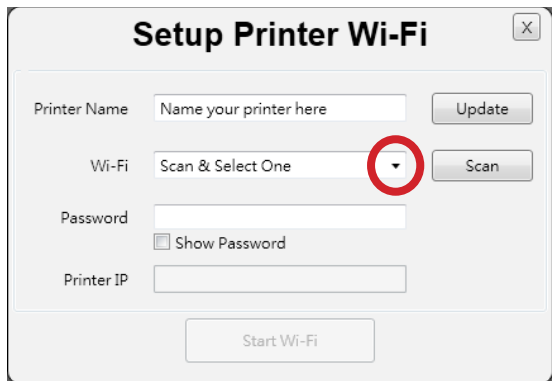 Setup Printer Wi-Fi
X
Printer Name Name your printer here Update
Wi-Fi Scan & Select One Scan
Password
Show Password
Printer IP
Start Wi-Fi